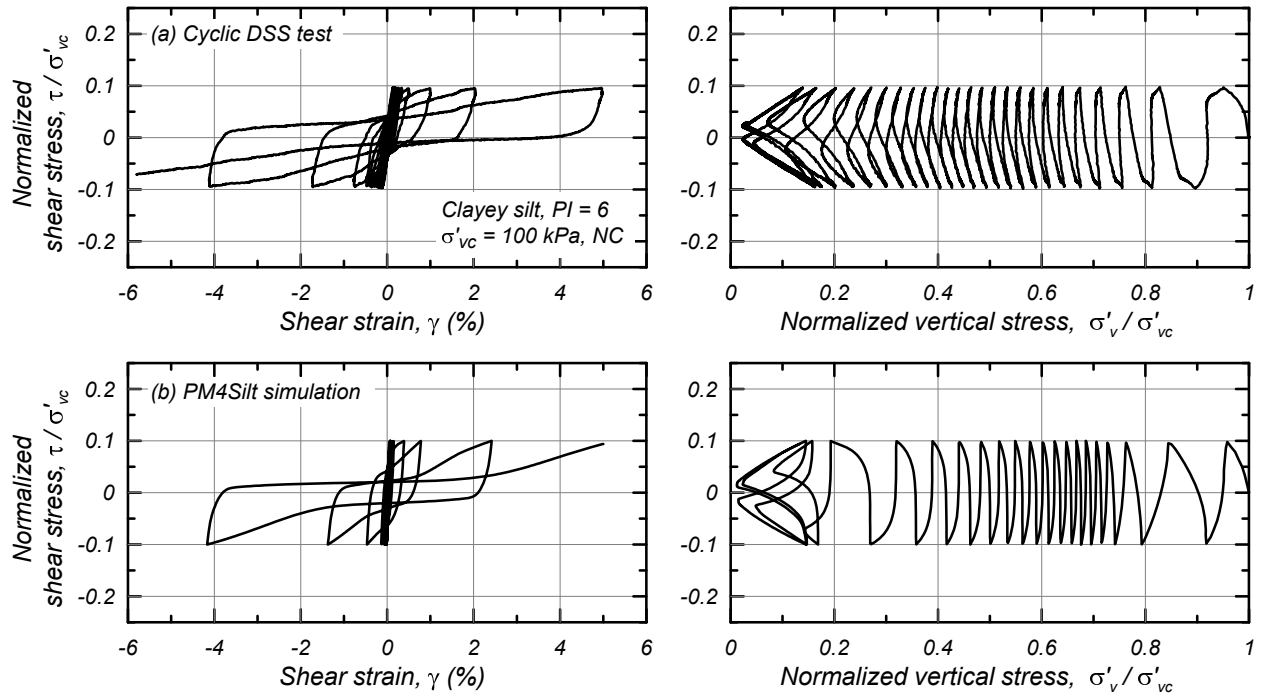 (a) Cyclic DSS test
Normalized
shear stress, τ / σ'vc
0.2
0.1
0
-0.1
-0.2
Clayey silt, PI = 6
σ'vc = 100 kPa, NC
-6 -4 -2 0 2 4 6
Shear strain, γ (%)
0.2
0.1
0
-0.1
-0.2
0 0.2 0.4 0.6 0.8 1
Normalized vertical stress, σ'v / σ'vc
(b) PM4Silt simulation
Normalized
shear stress, τ / σ'vc
0.2
0.1
0
-0.1
-0.2
-6 -4 -2 0 2 4 6
Shear strain, γ (%)
0.2
0.1
0
-0.1
-0.2
0 0.2 0.4 0.6 0.8 1
Normalized vertical stress, σ'v / σ'vc